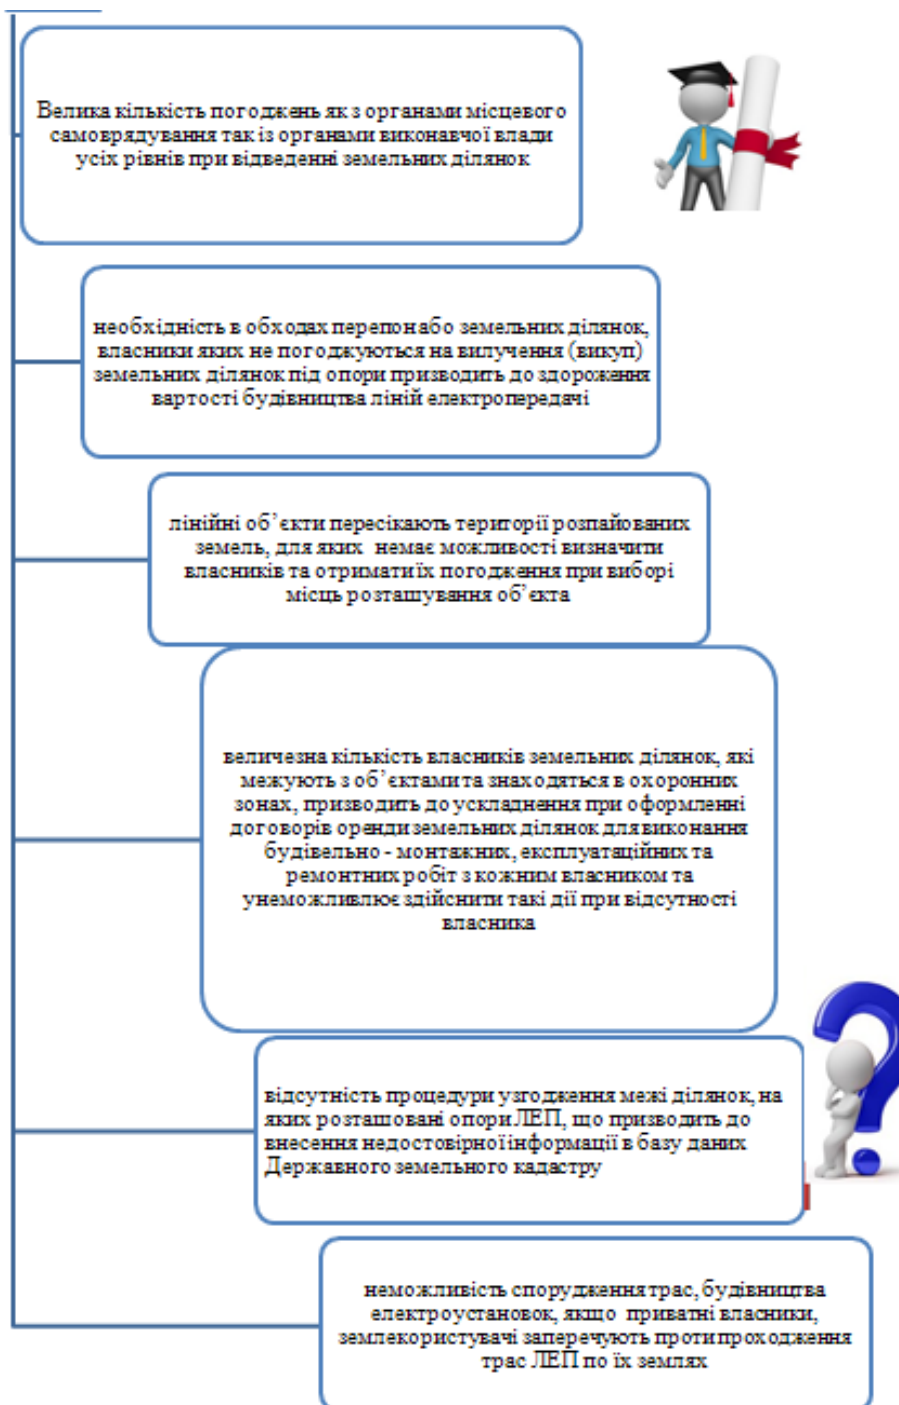 Велика кількість погоджень як з органами місцевого
самоврядування так із органами виконавчої влади
усіх рівнів при відведенні земельних ділянок
необхідність в обходах перепон або земельних ділянок,
власники яких не погоджуються на вилучення (викуп)
земельних ділянок під опори призводить до здороження
вартості будівництва ліній електропередачі
лінійні об’єкти пересікають території розпайованих
земель, для яких немає можливості визначити
власників та отримати їх погодження при виборі
місць розташування об’єкта
величезна кількість власників земельних ділянок, які
межують з об’єктами та знаходяться в охоронних
зонах, призводить до ускладнення при оформленні
договорів оренди земельних ділянок для виконання
будівельно - монтажних, експлуатаційних та
ремонтних робіт з кожним власником та
унеможливлює здійснити такі дії при відсутності
власника
відсутність процедури узгодження межі ділянок, на
яких розташовані опори ЛЕП, що призводить до
внесення недостовірної інформації в базу даних
Державного земельного кадастру
неможливість спорудження трас, будівництва
електроустановок, якщо приватні власники,
землекористувачі заперечують проти проходження
трас ЛЕП по їх землях